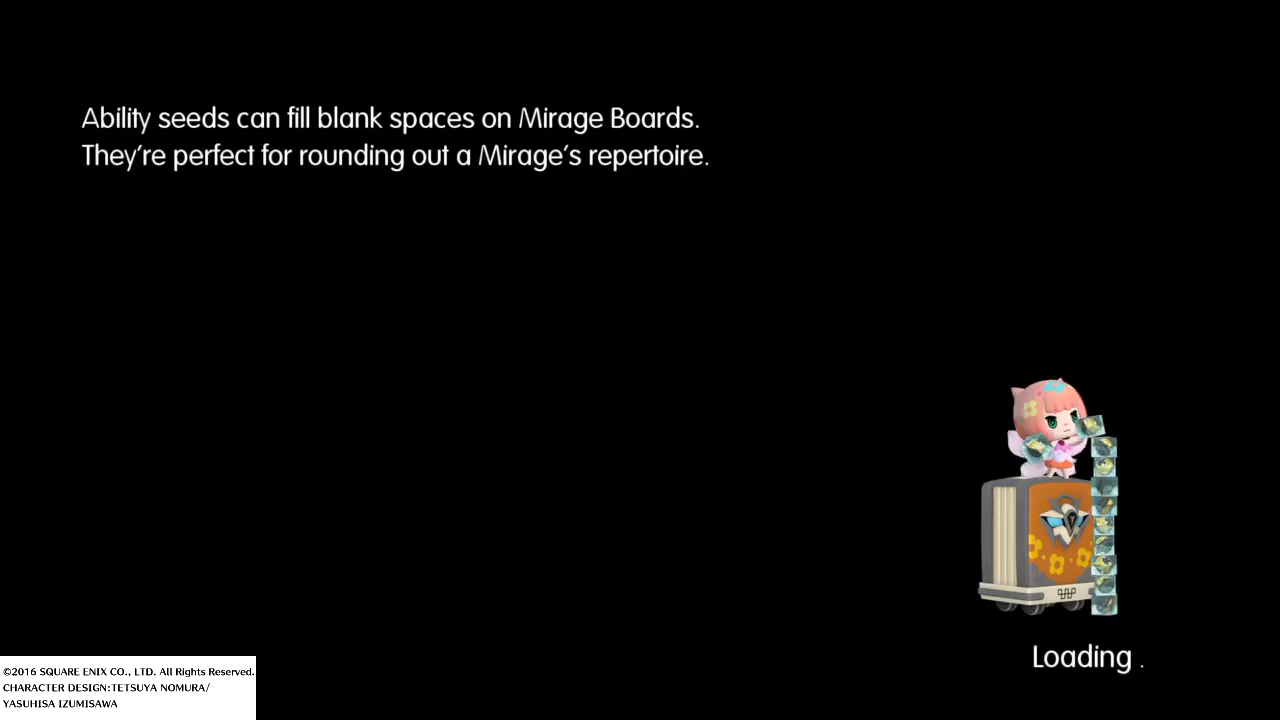 Ability seeds can fill blank spaces on Mirage Boards.
They're perfect for rounding out a Mirage's repertoire.
Loading .
©2016 SQUARE ENIX CO., LTD. All Rights Reserved.
CHARACTER DESIGN:TETSUYA NOMURA/
YASUHISA IZUMISAWA